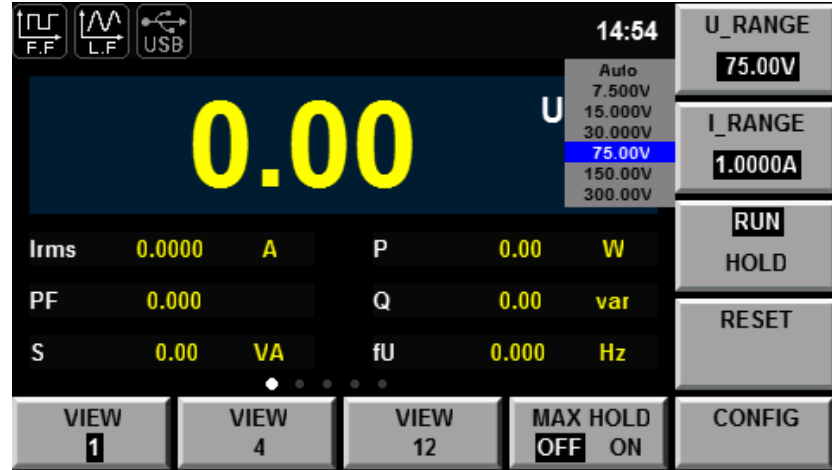 F.F L.F USB 14:54
U_RANGE
75.00V
Auto
7.500V
15.000V
30.000V
75.00V
150.00V
300.00V
0.00 U
I_RANGE
1.0000A
RUN
HOLD
Irms 0.0000 A P 0.00 W
PF 0.000 Q 0.00 var
S 0.00 VA fU 0.000 Hz
RESET
VIEW
1
VIEW
4
VIEW
12
MAX HOLD
OFF ON
CONFIG